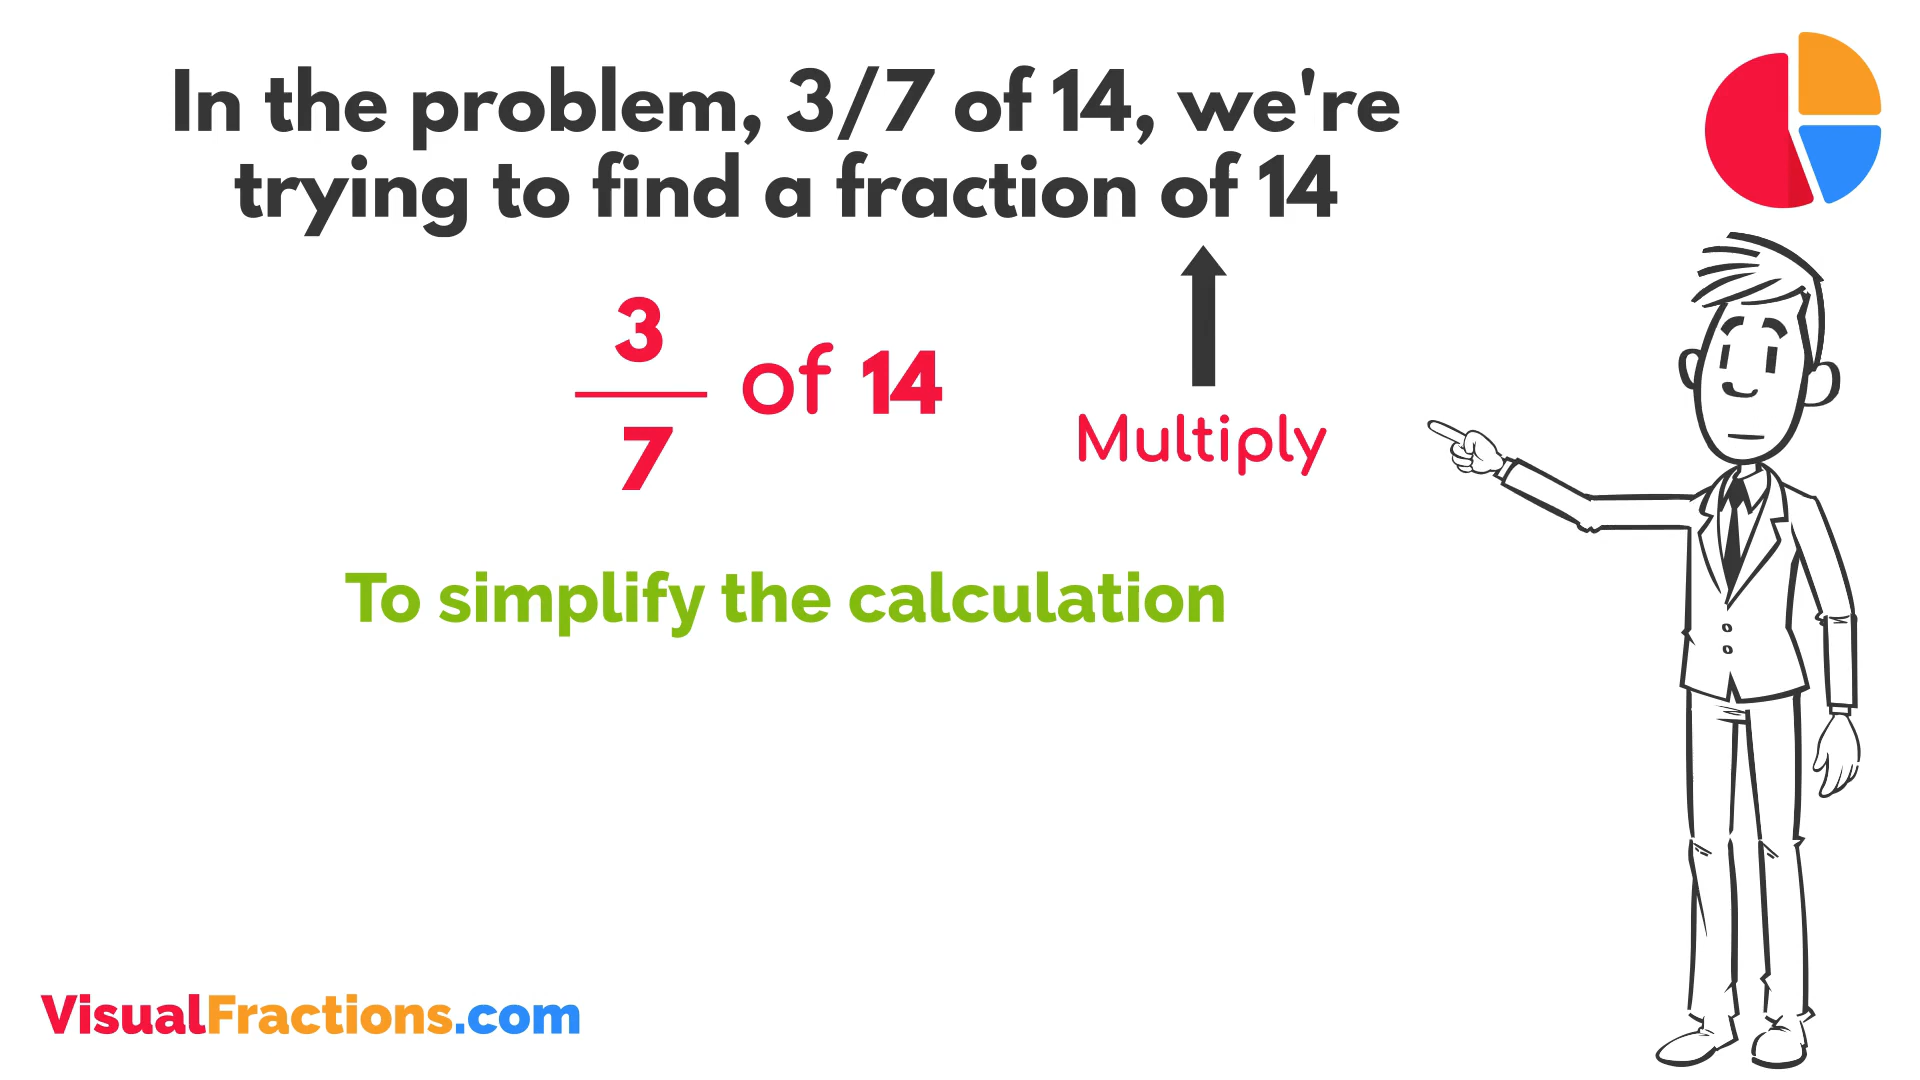 In the problem, 3/7 of 14, we're
trying to find a fraction of 14
3
7
of 14
Multiply
To simplify the calculation
VisualFractions.com